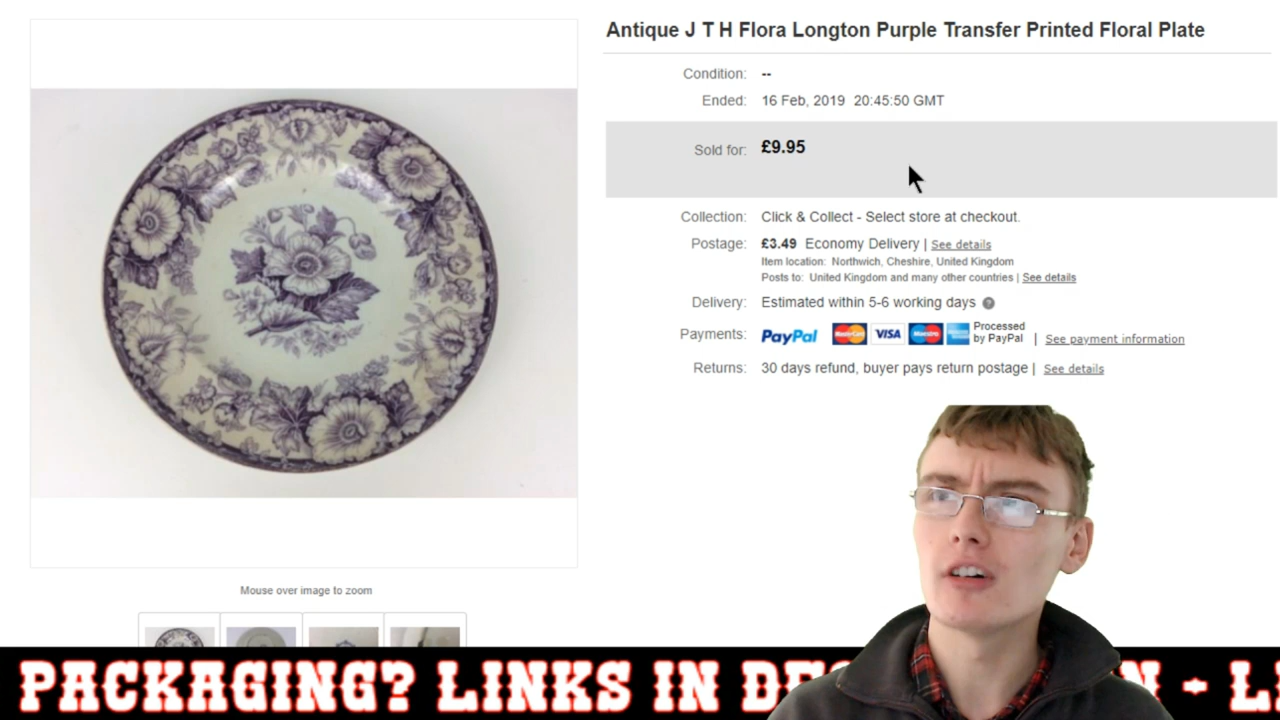 Antique J T H Flora Longton Purple Transfer Printed Floral Plate
Condition: --
Ended: 16 Feb, 2019 20:45:50 GMT
Sold for: £9.95
Collection: Click & Collect - Select store at checkout.
Postage: £3.49 Economy Delivery | See details
Item location: Northwich, Cheshire, United Kingdom
Posts to: United Kingdom and many other countries | See details
Delivery: Estimated within 5-6 working days ?
Payments: PayPal MasterCard VISA Maestro Processed by PayPal | See payment information
Returns: 30 days refund, buyer pays return postage | See details
Mouse over image to zoom
PACKAGING? LINKS IN DES N - L